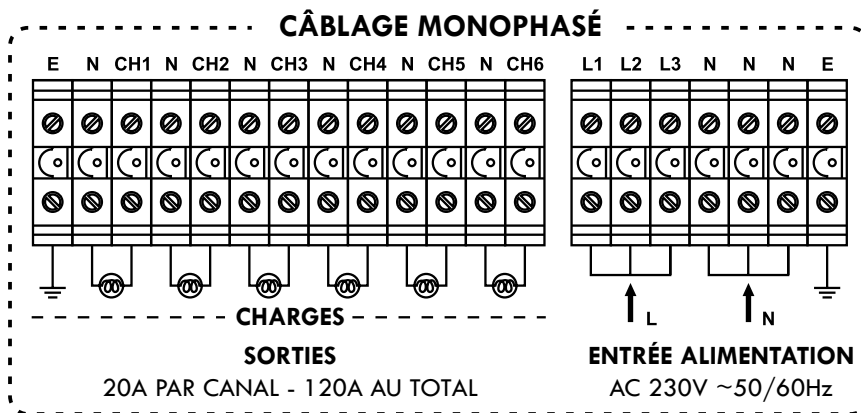 CÂBLAGE MONOPHASÉ
E N CH1 N CH2 N CH3 N CH4 N CH5 N CH6
L1 L2 L3 N N N E
CHARGES
L N
SORTIES
20A PAR CANAL - 120A AU TOTAL
ENTRÉE ALIMENTATION
AC 230V ~50/60Hz